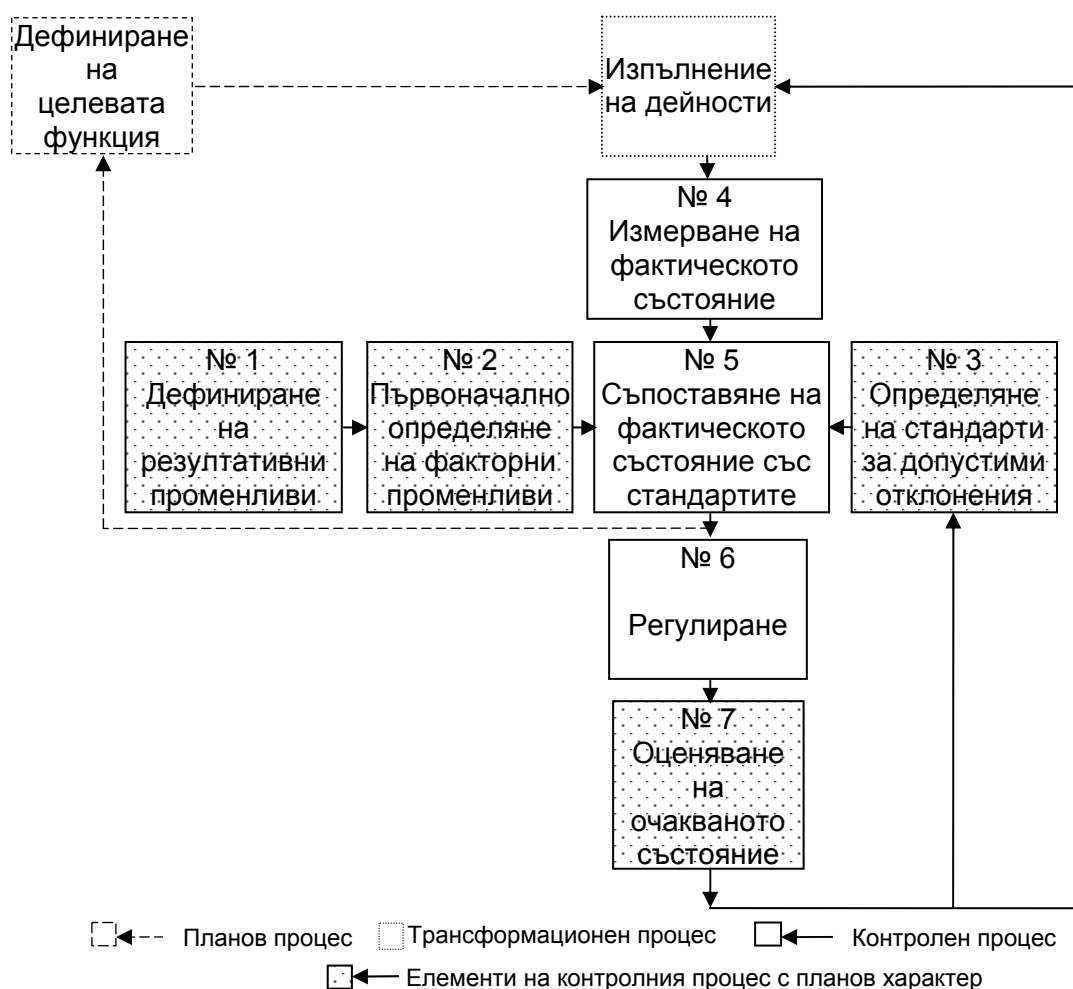 Дефиниране
на
целевата
функция
Изпълнение
на дейности
№ 4
Измерване на
фактическото
състояние
№ 1
Дефиниране
на
резултативни
променливи
№ 2
Първоначално
определяне
на факторни
променливи
№ 5
Съпоставяне на
фактическото
състояние със
стандартите
№ 3
Определяне
на стандарти
за допустими
отклонения
№ 6
Регулиране
№ 7
Оценяване
на
очакваното
състояние
Планов процес
Трансформационен процес
Контролен процес
Елементи на контролния процес с планов характер